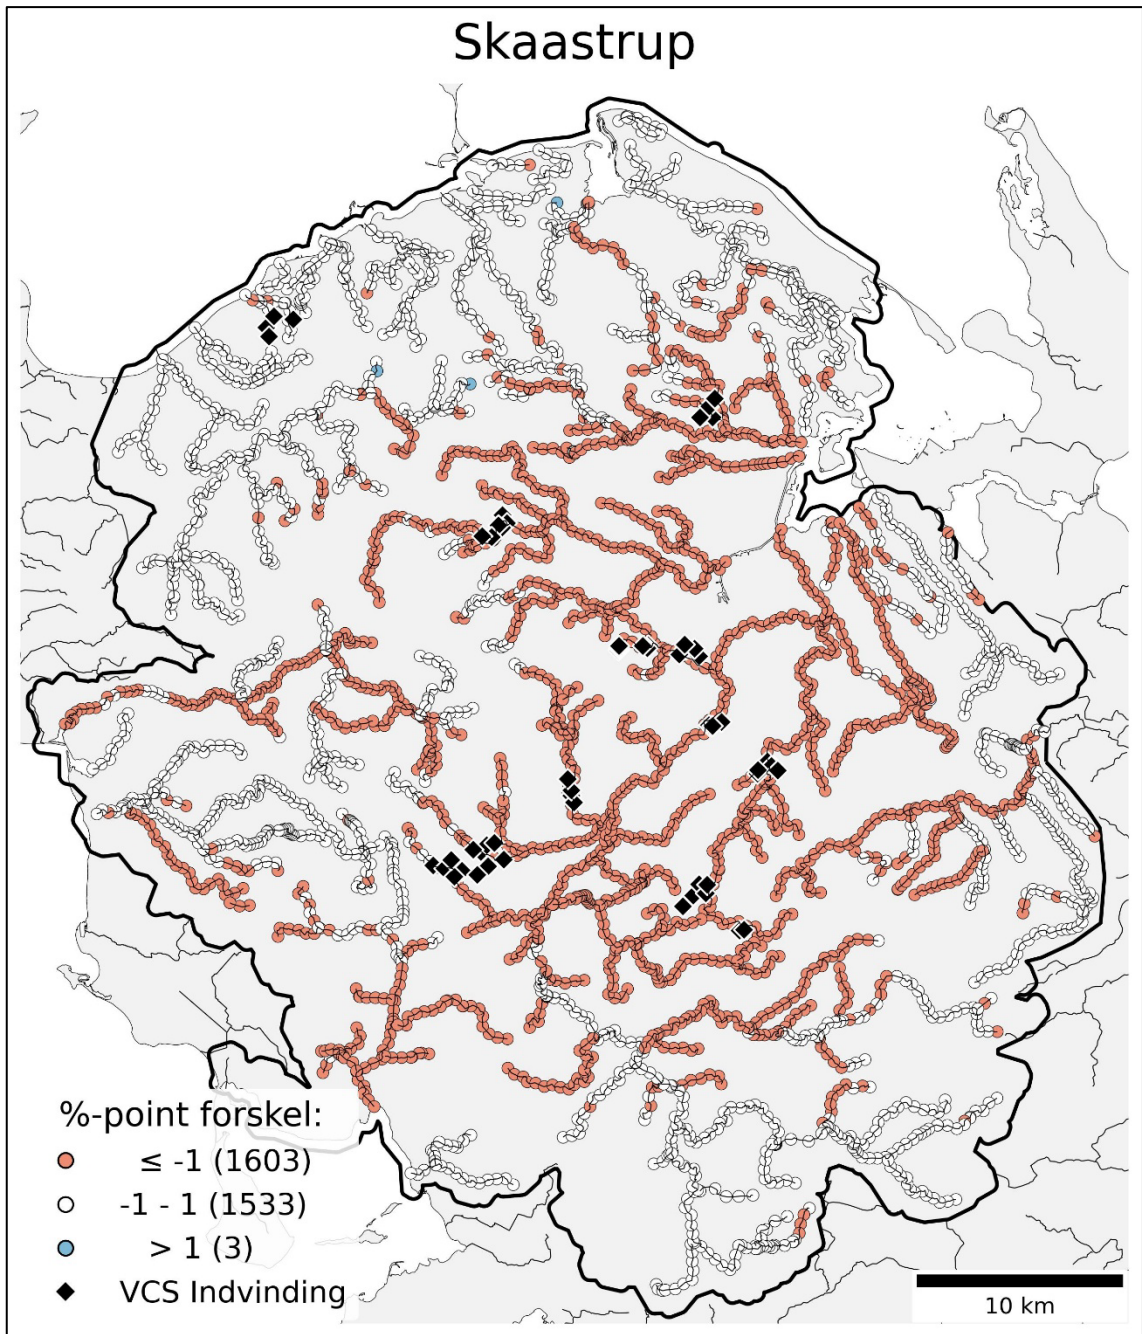 Skaastrup
%-point forskel:
≤ -1 (1603)
-1 - 1 (1533)
> 1 (3)
VCS Indvinding
10 km